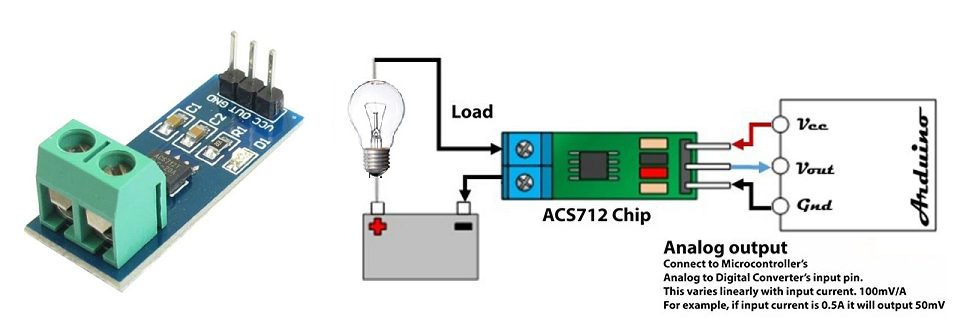 VCC OUT GND
C1
C2
R1
D1
Load
ACS712 Chip
Vcc
Vout
Gnd
Arduino
Analog output
Connect to Microcontroller's
Analog to Digital Converter's input pin.
This varies linearly with input current. 100mV/A
For example, if input current is 0.5A it will output 50mV